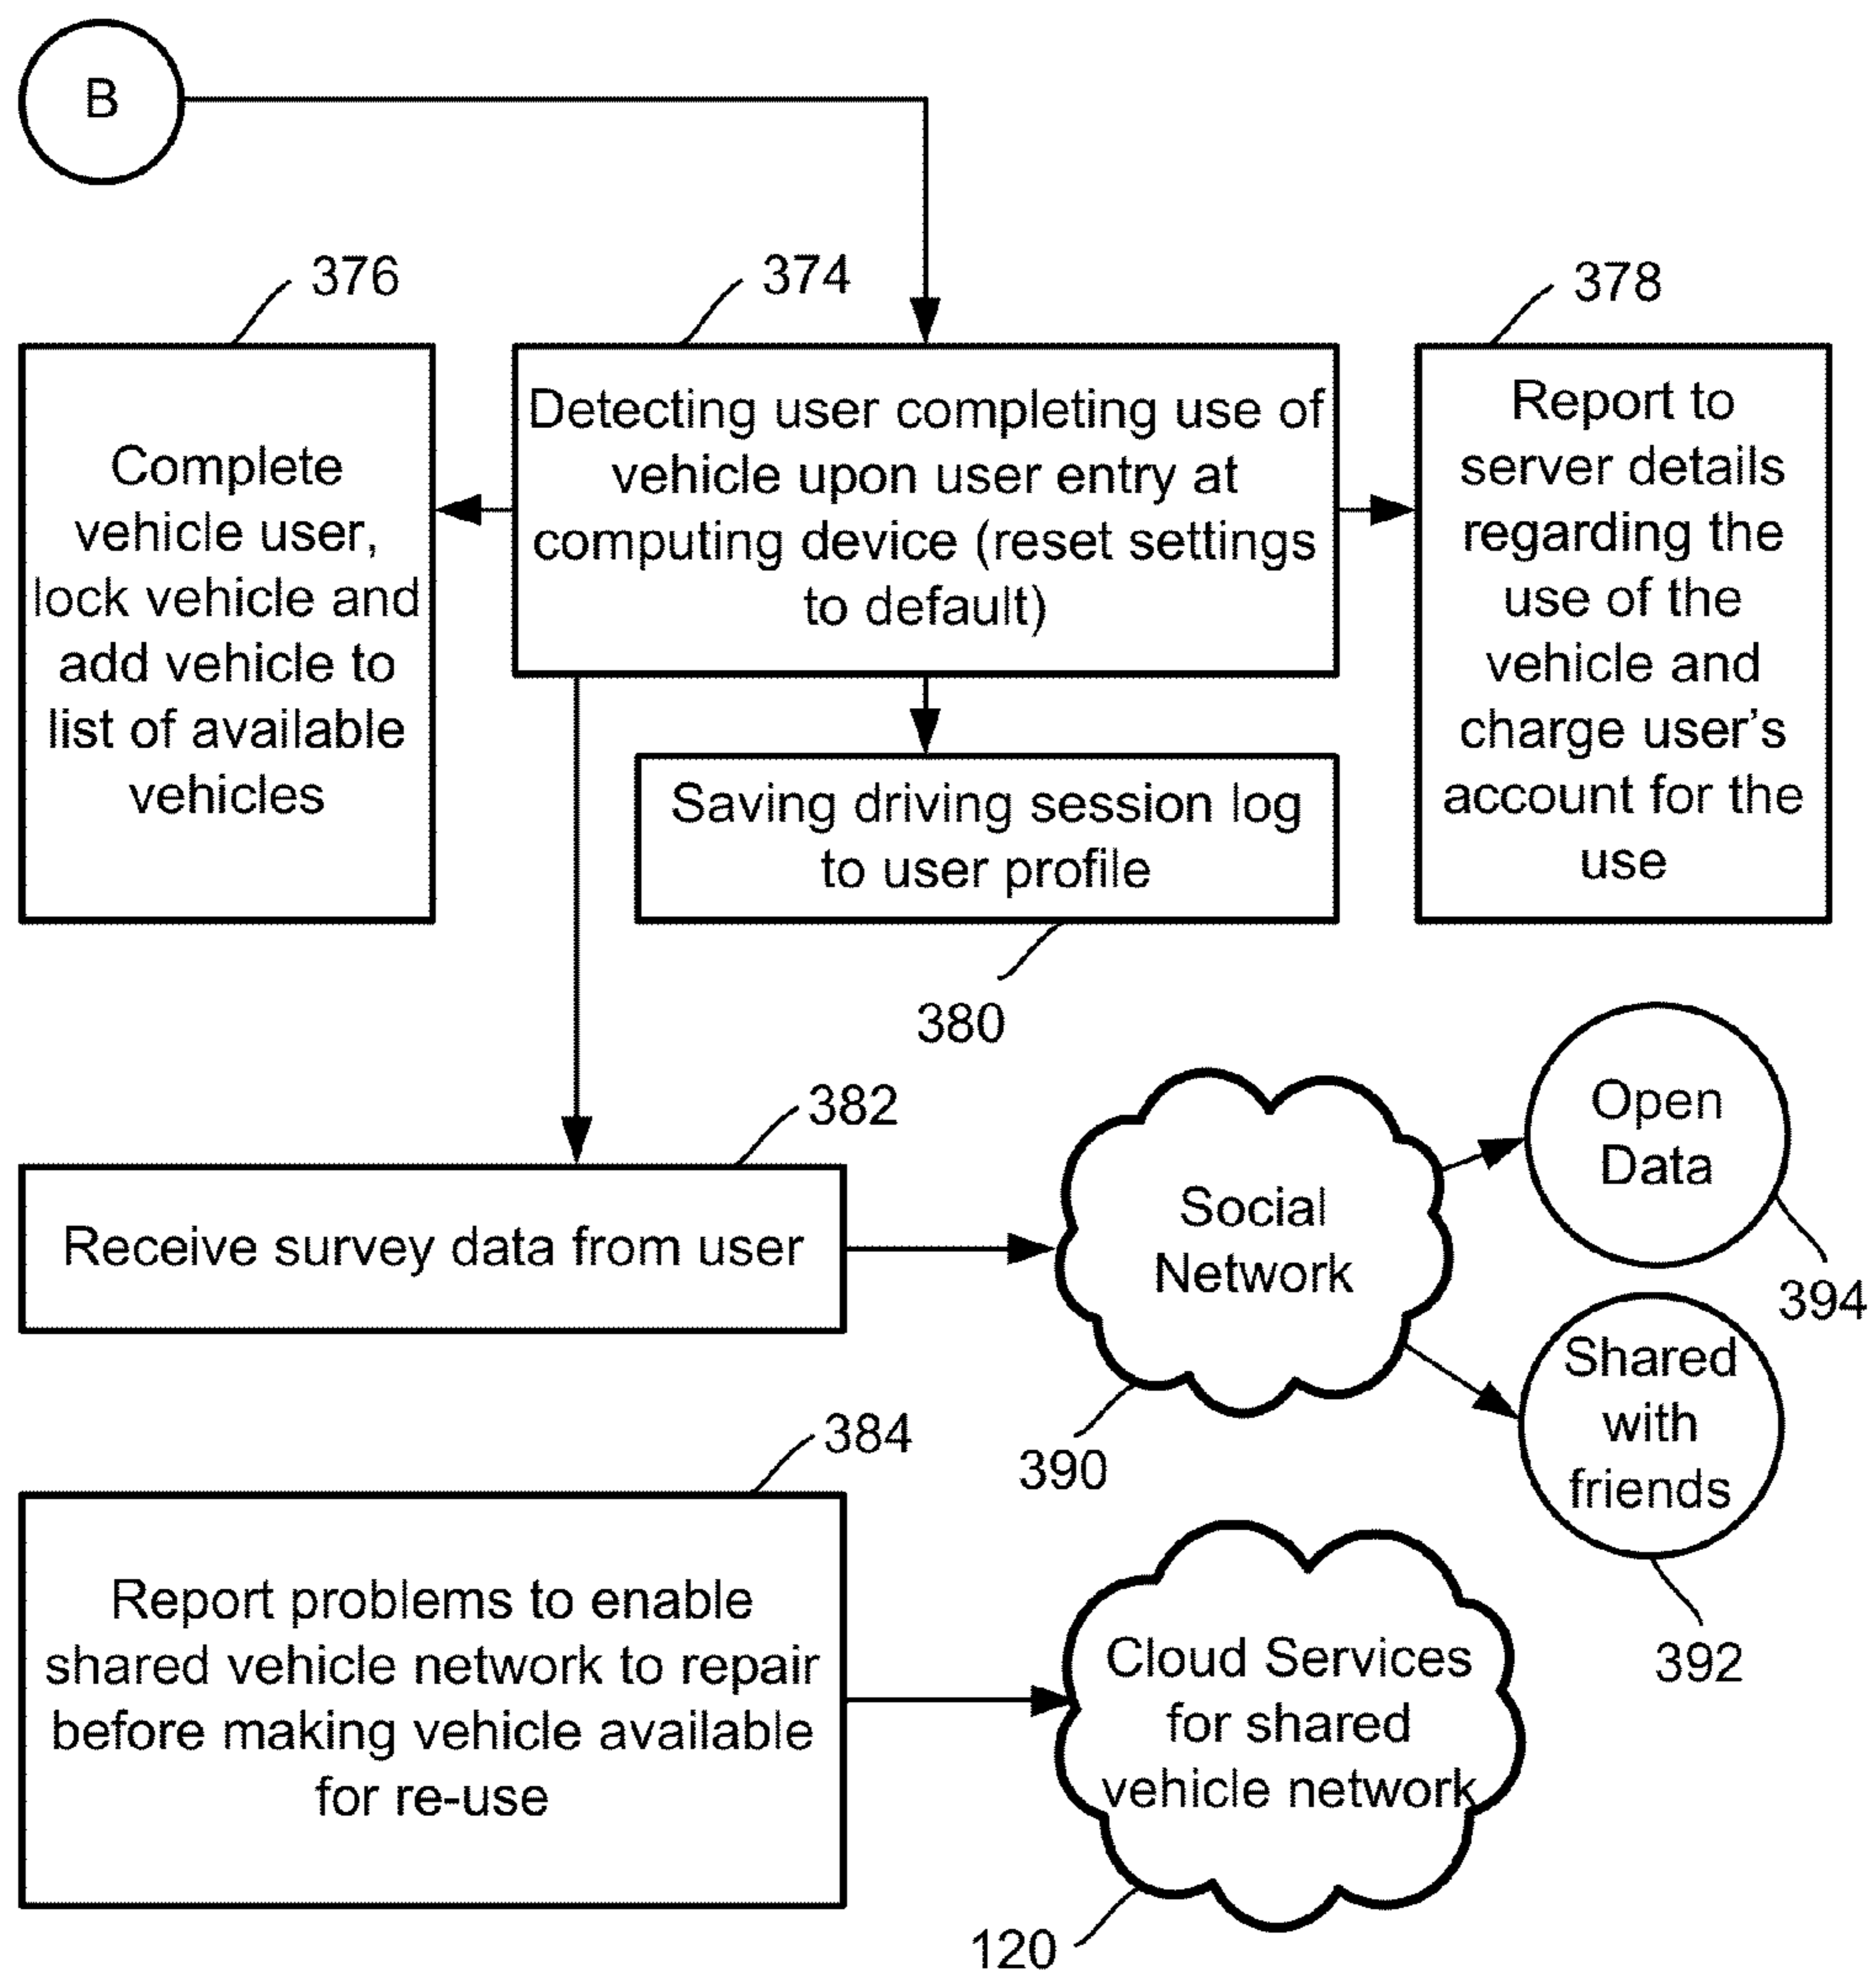 B
376
374
378
Complete
vehicle user,
lock vehicle and
add vehicle to
list of available
vehicles
Detecting user completing use of
vehicle upon user entry at
computing device (reset settings
to default)
Report to
server details
regarding the
use of the
vehicle and
charge user's
account for the
use
Saving driving session log
to user profile
380
382
Receive survey data from user
Social
Network
390
Open
Data
394
Shared
with
friends
392
384
Report problems to enable
shared vehicle network to repair
before making vehicle available
for re-use
Cloud Services
for shared
vehicle network
120